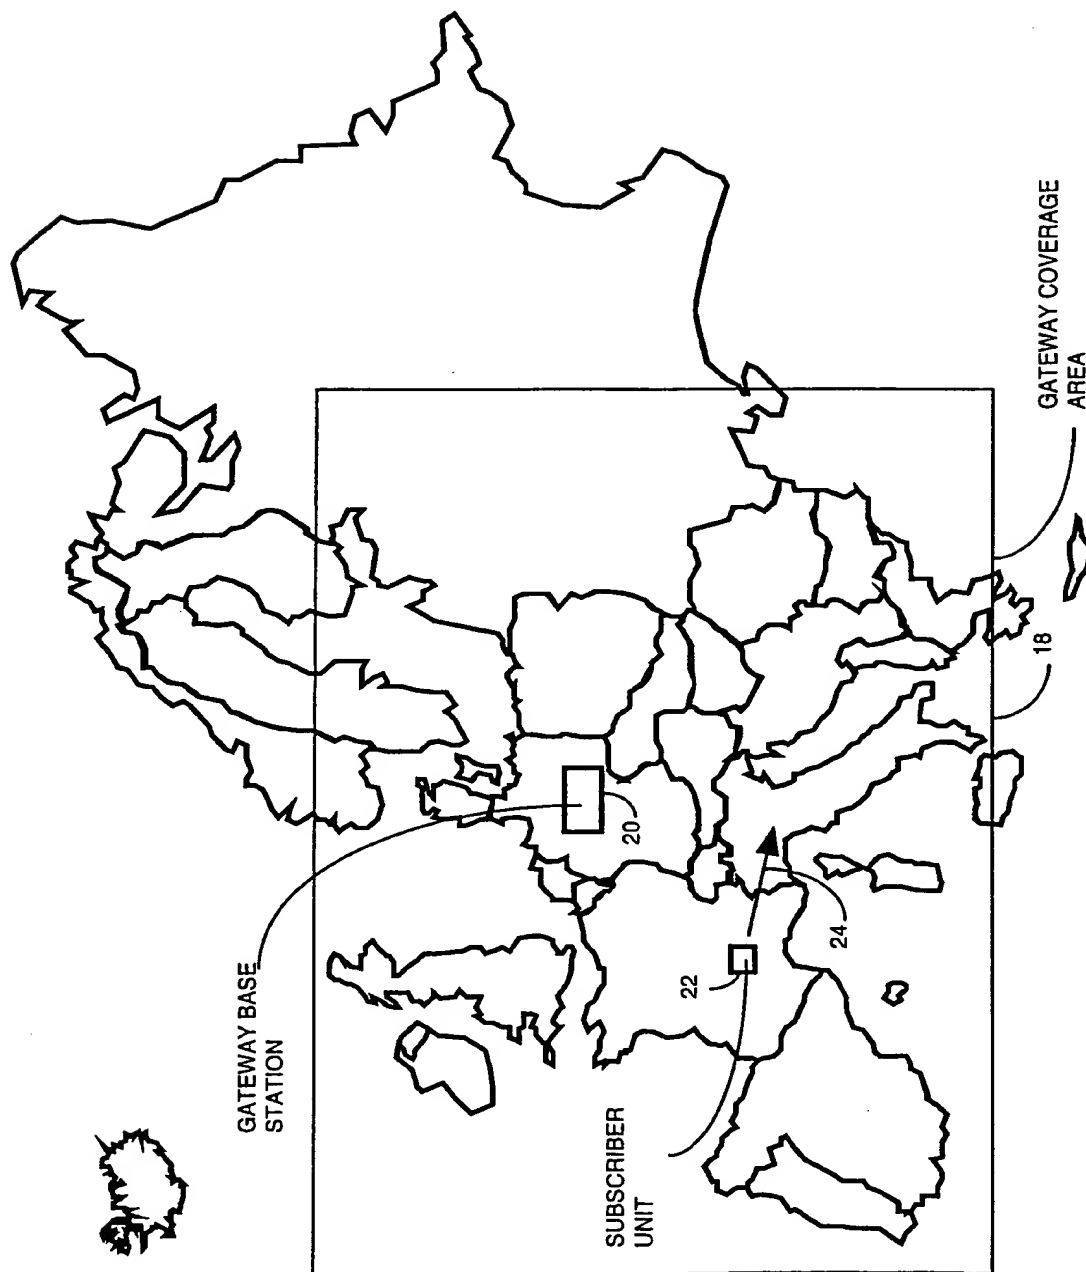 GATEWAY BASE
STATION
SUBSCRIBER
UNIT
22
24
20
18
GATEWAY COVERAGE
AREA